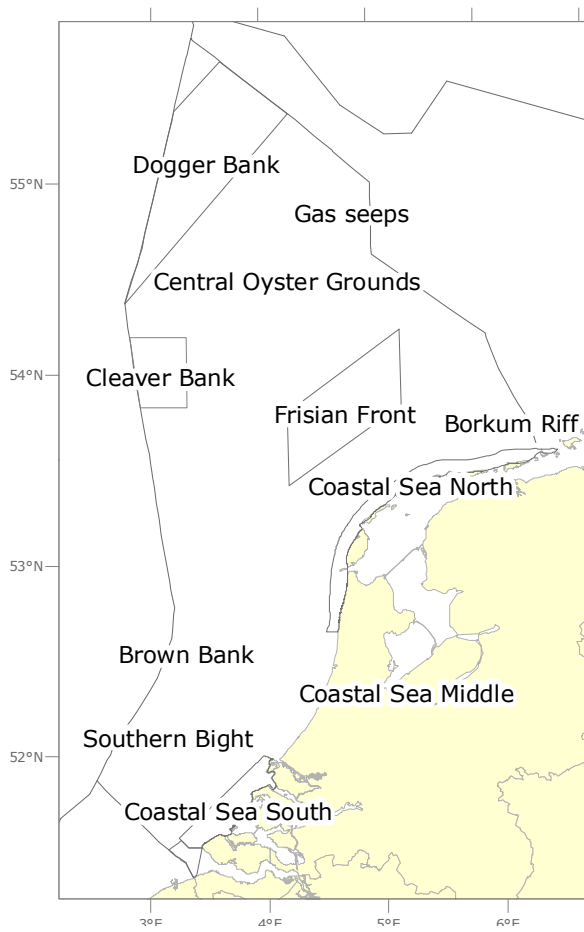 Dogger Bank
55°N
Gas seeps
Central Oyster Grounds
54°N
Cleaver Bank
Frisian Front
Borkum Riff
Coastal Sea North
53°N
Brown Bank
Coastal Sea Middle
Southern Bight
52°N
Coastal Sea South
3°E
4°E
5°E
6°E